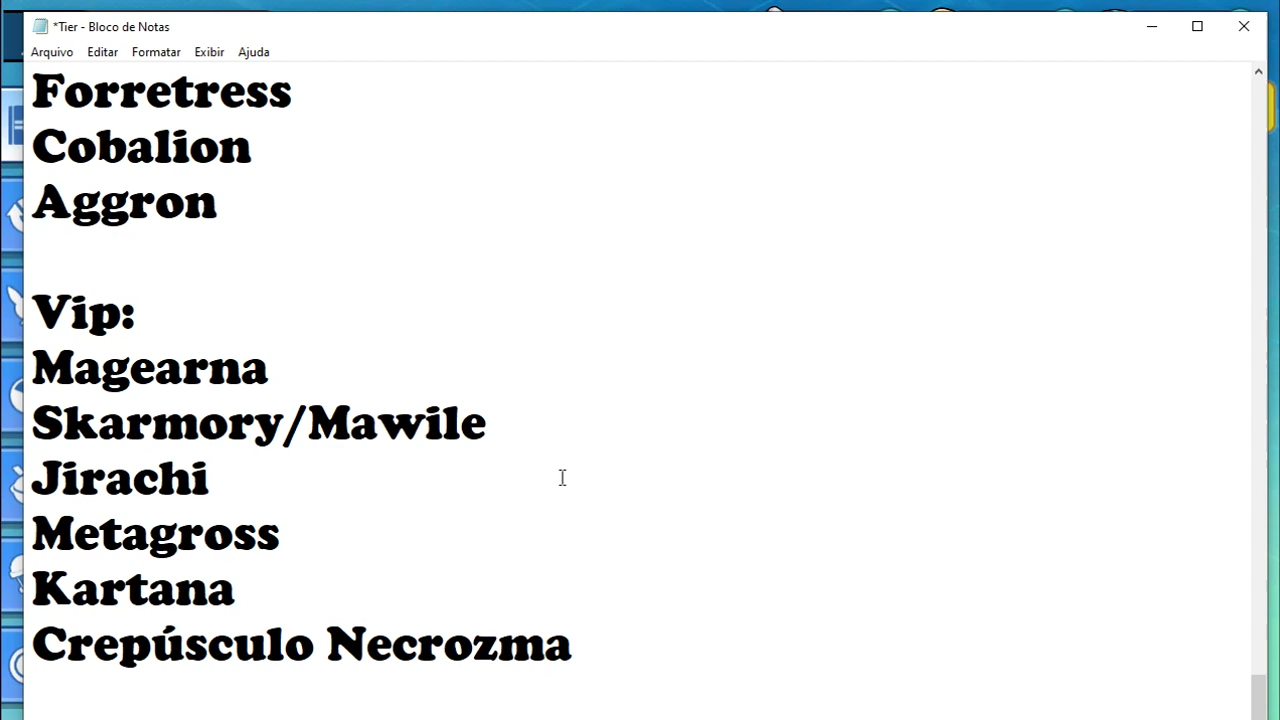 *Tier - Bloco de Notas
Arquivo Editar Formatar Exibir Ajuda
Forretress
Cobalion
Aggron
Vip:
Magearna
Skarmory/Mawile
Jirachi
Metagross
Kartana
Crepúsculo Necrozma